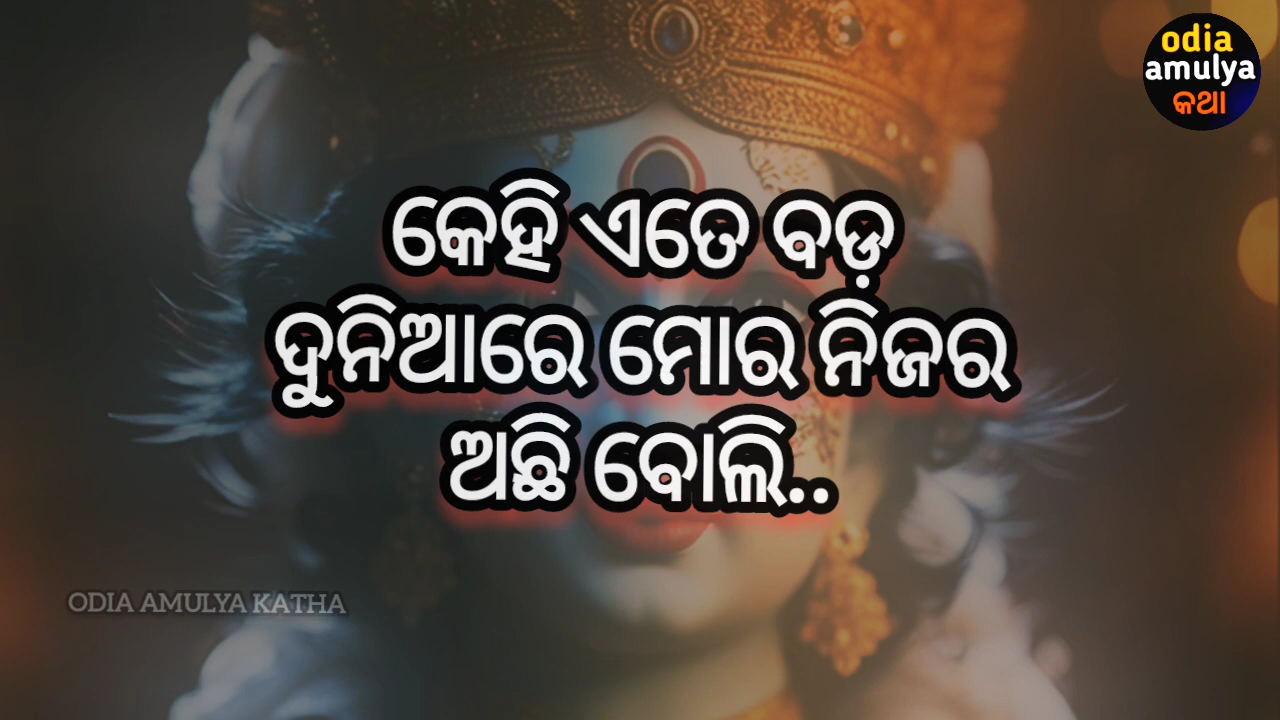 odia
amulya
କଥା
କେହି ଏତେ ବଡ଼
ଦୁନିଆରେ ମୋର ନିଜର
ଅଛି ବୋଲି..
ODIA AMULYA KATHA